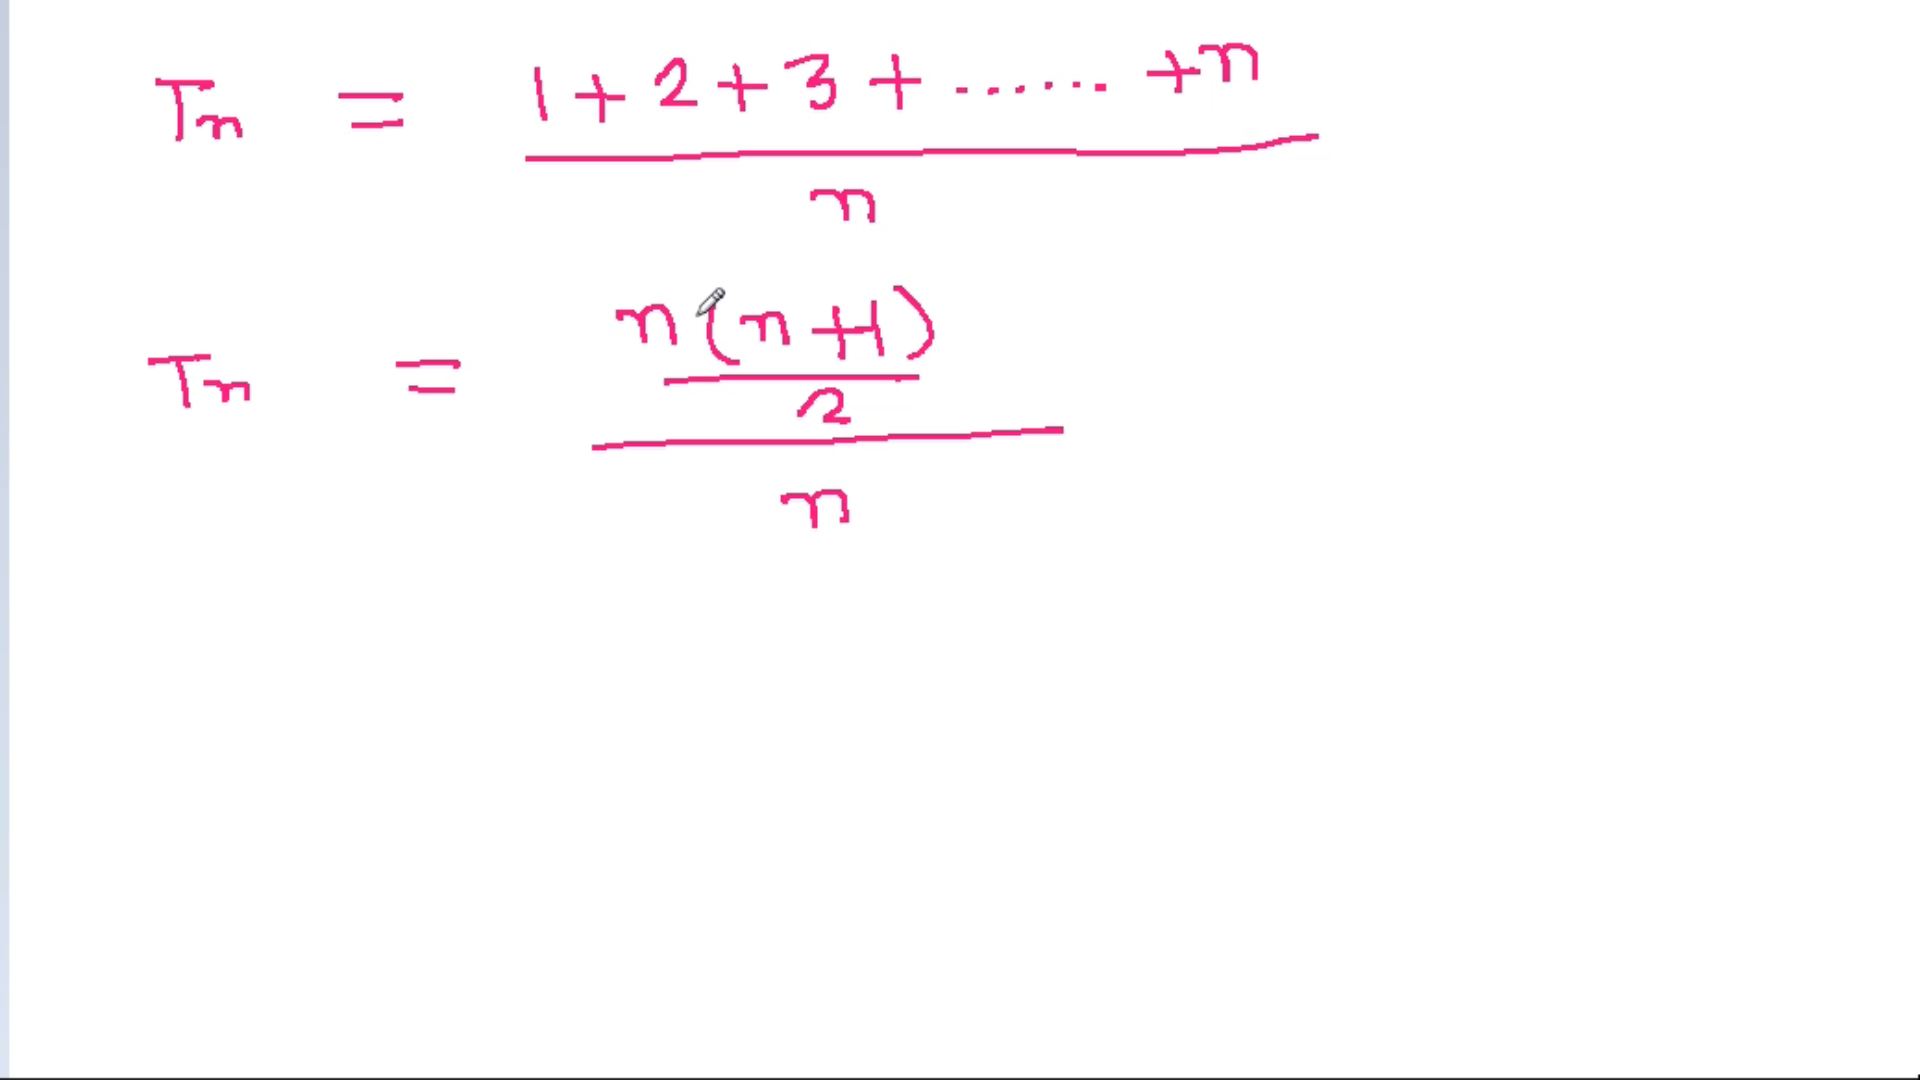 Tn = 1+2+3+......+n
n
Tn = n(n+1)
2
n